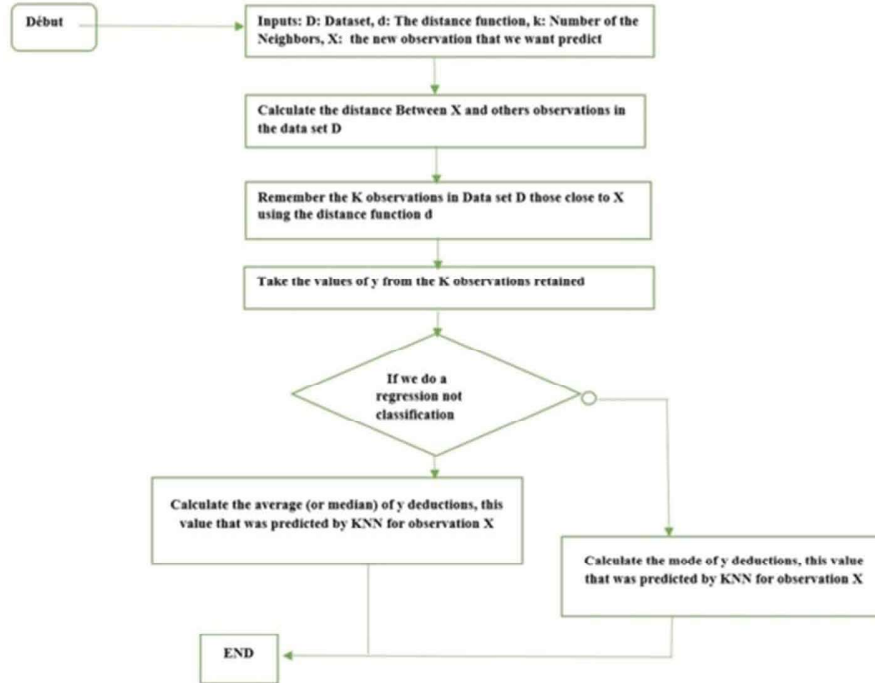 Début
Inputs: D: Dataset, d: The distance function, k: Number of the
Neighbors, X: the new observation that we want predict
Calculate the distance Between X and others observations in
the data set D
Remember the K observations in Data set D those close to X
using the distance function d
Take the values of y from the K observations retained
If we do a
regression not
classification
Calculate the average (or median) of y deductions, this
value that was predicted by KNN for observation X
Calculate the mode of y deductions, this value
that was predicted by KNN for observation X
END